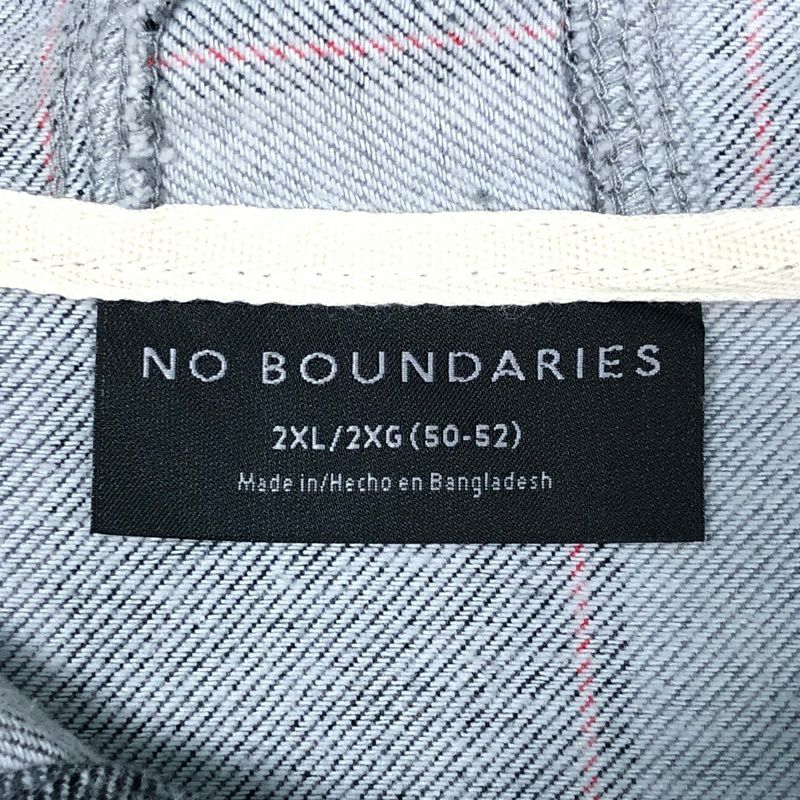 NO BOUNDARIES
2XL/2XG (50-52)
Made in/Hecho en Bangladesh